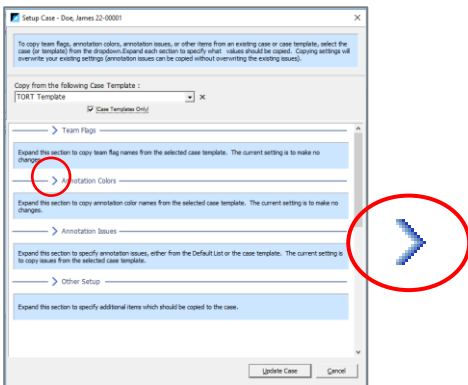 Setup Case - Doe, James 22-00001
To copy team flags, annotation colors, annotation issues, or other items from an existing case or case template, select the
case (or template) from the dropdown.Expand each section to specify what values should be copied. Copying settings will
overwrite your existing settings (annotation issues can be copied without overwriting the existing issues).
Copy from the following Case Template :
TORT Template
Case Templates Only
Team Flags
Expand this section to copy team flag names from the selected case template. The current setting is to make no
changes.
Annotation Colors
Expand this section to copy annotation color names from the selected case template. The current setting is to make no
changes.
Annotation Issues
Expand this section to specify annotation issues, either from the Default List or the case template. The current setting is
to copy issues from the selected case template.
Other Setup
Expand this section to specify additional items which should be copied to the case.
Update Case Cancel